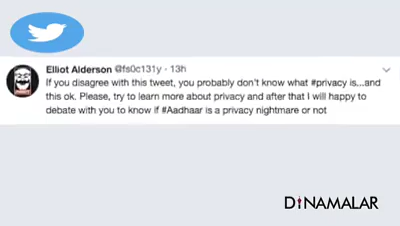 Elliot Alderson @fs0c131y · 13h
If you disagree with this tweet, you probably don't know what #privacy is...and
this ok. Please, try to learn more about privacy and after that I will happy to
debate with you to know if #Aadhaar is a privacy nightmare or not
DINAMALAR